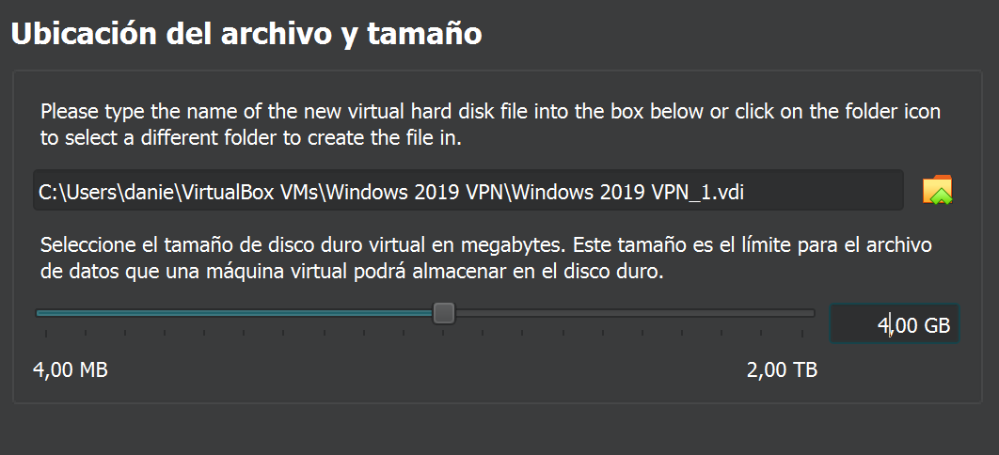 Ubicación del archivo y tamaño
Please type the name of the new virtual hard disk file into the box below or click on the folder icon
to select a different folder to create the file in.
C:\Users\danie\VirtualBox VMs\Windows 2019 VPN\Windows 2019 VPN_1.vdi
Seleccione el tamaño de disco duro virtual en megabytes. Este tamaño es el límite para el archivo
de datos que una máquina virtual podrá almacenar en el disco duro.
4,00 GB
4,00 MB
2,00 TB